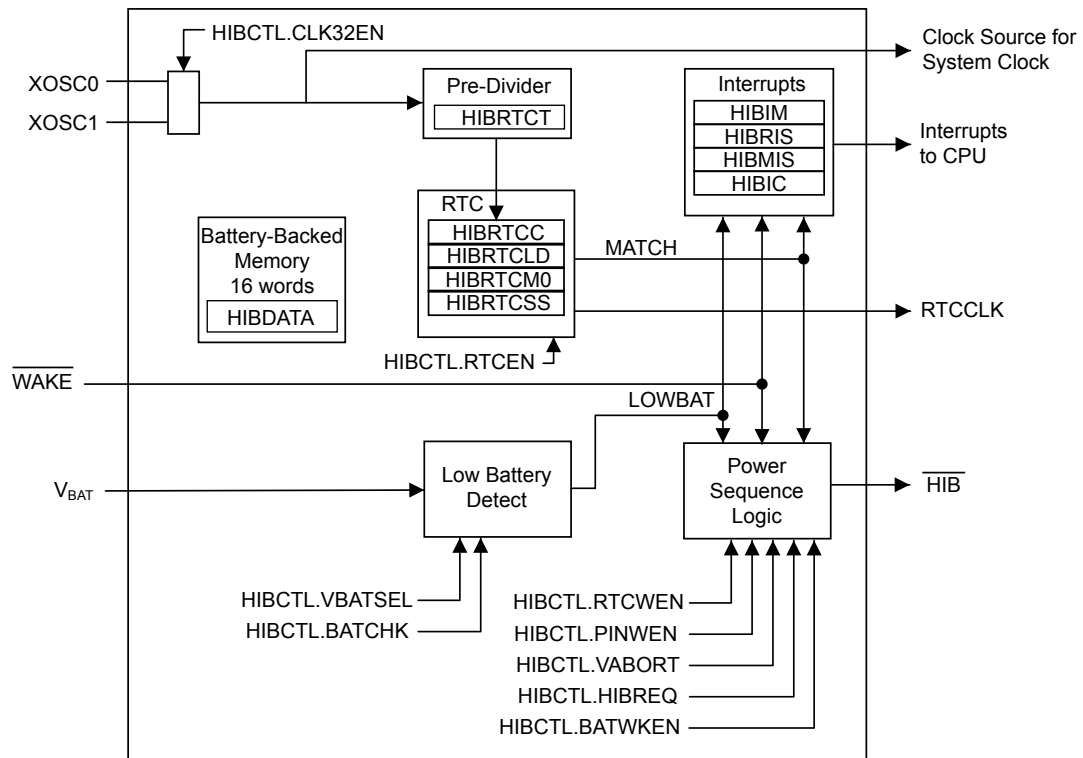 HIBCTL.CLK32EN
XOSC0
XOSC1
Clock Source for
System Clock
Pre-Divider
HIBRTCT
Interrupts
HIBIM
HIBRIS
HIBMIS
HIBIC
Interrupts
to CPU
RTC
HIBRTCC
HIBRTCLD
HIBRTCM0
HIBRTCSS
MATCH
Battery-Backed
Memory
16 words
HIBDATA
RTCCLK
HIBCTL.RTCEN
WAKE
LOWBAT
VBAT
Low Battery
Detect
Power
Sequence
Logic
HIB
HIBCTL.VBATSEL
HIBCTL.BATCHK
HIBCTL.RTCWEN
HIBCTL.PINWEN
HIBCTL.VABORT
HIBCTL.HIBREQ
HIBCTL.BATWKEN